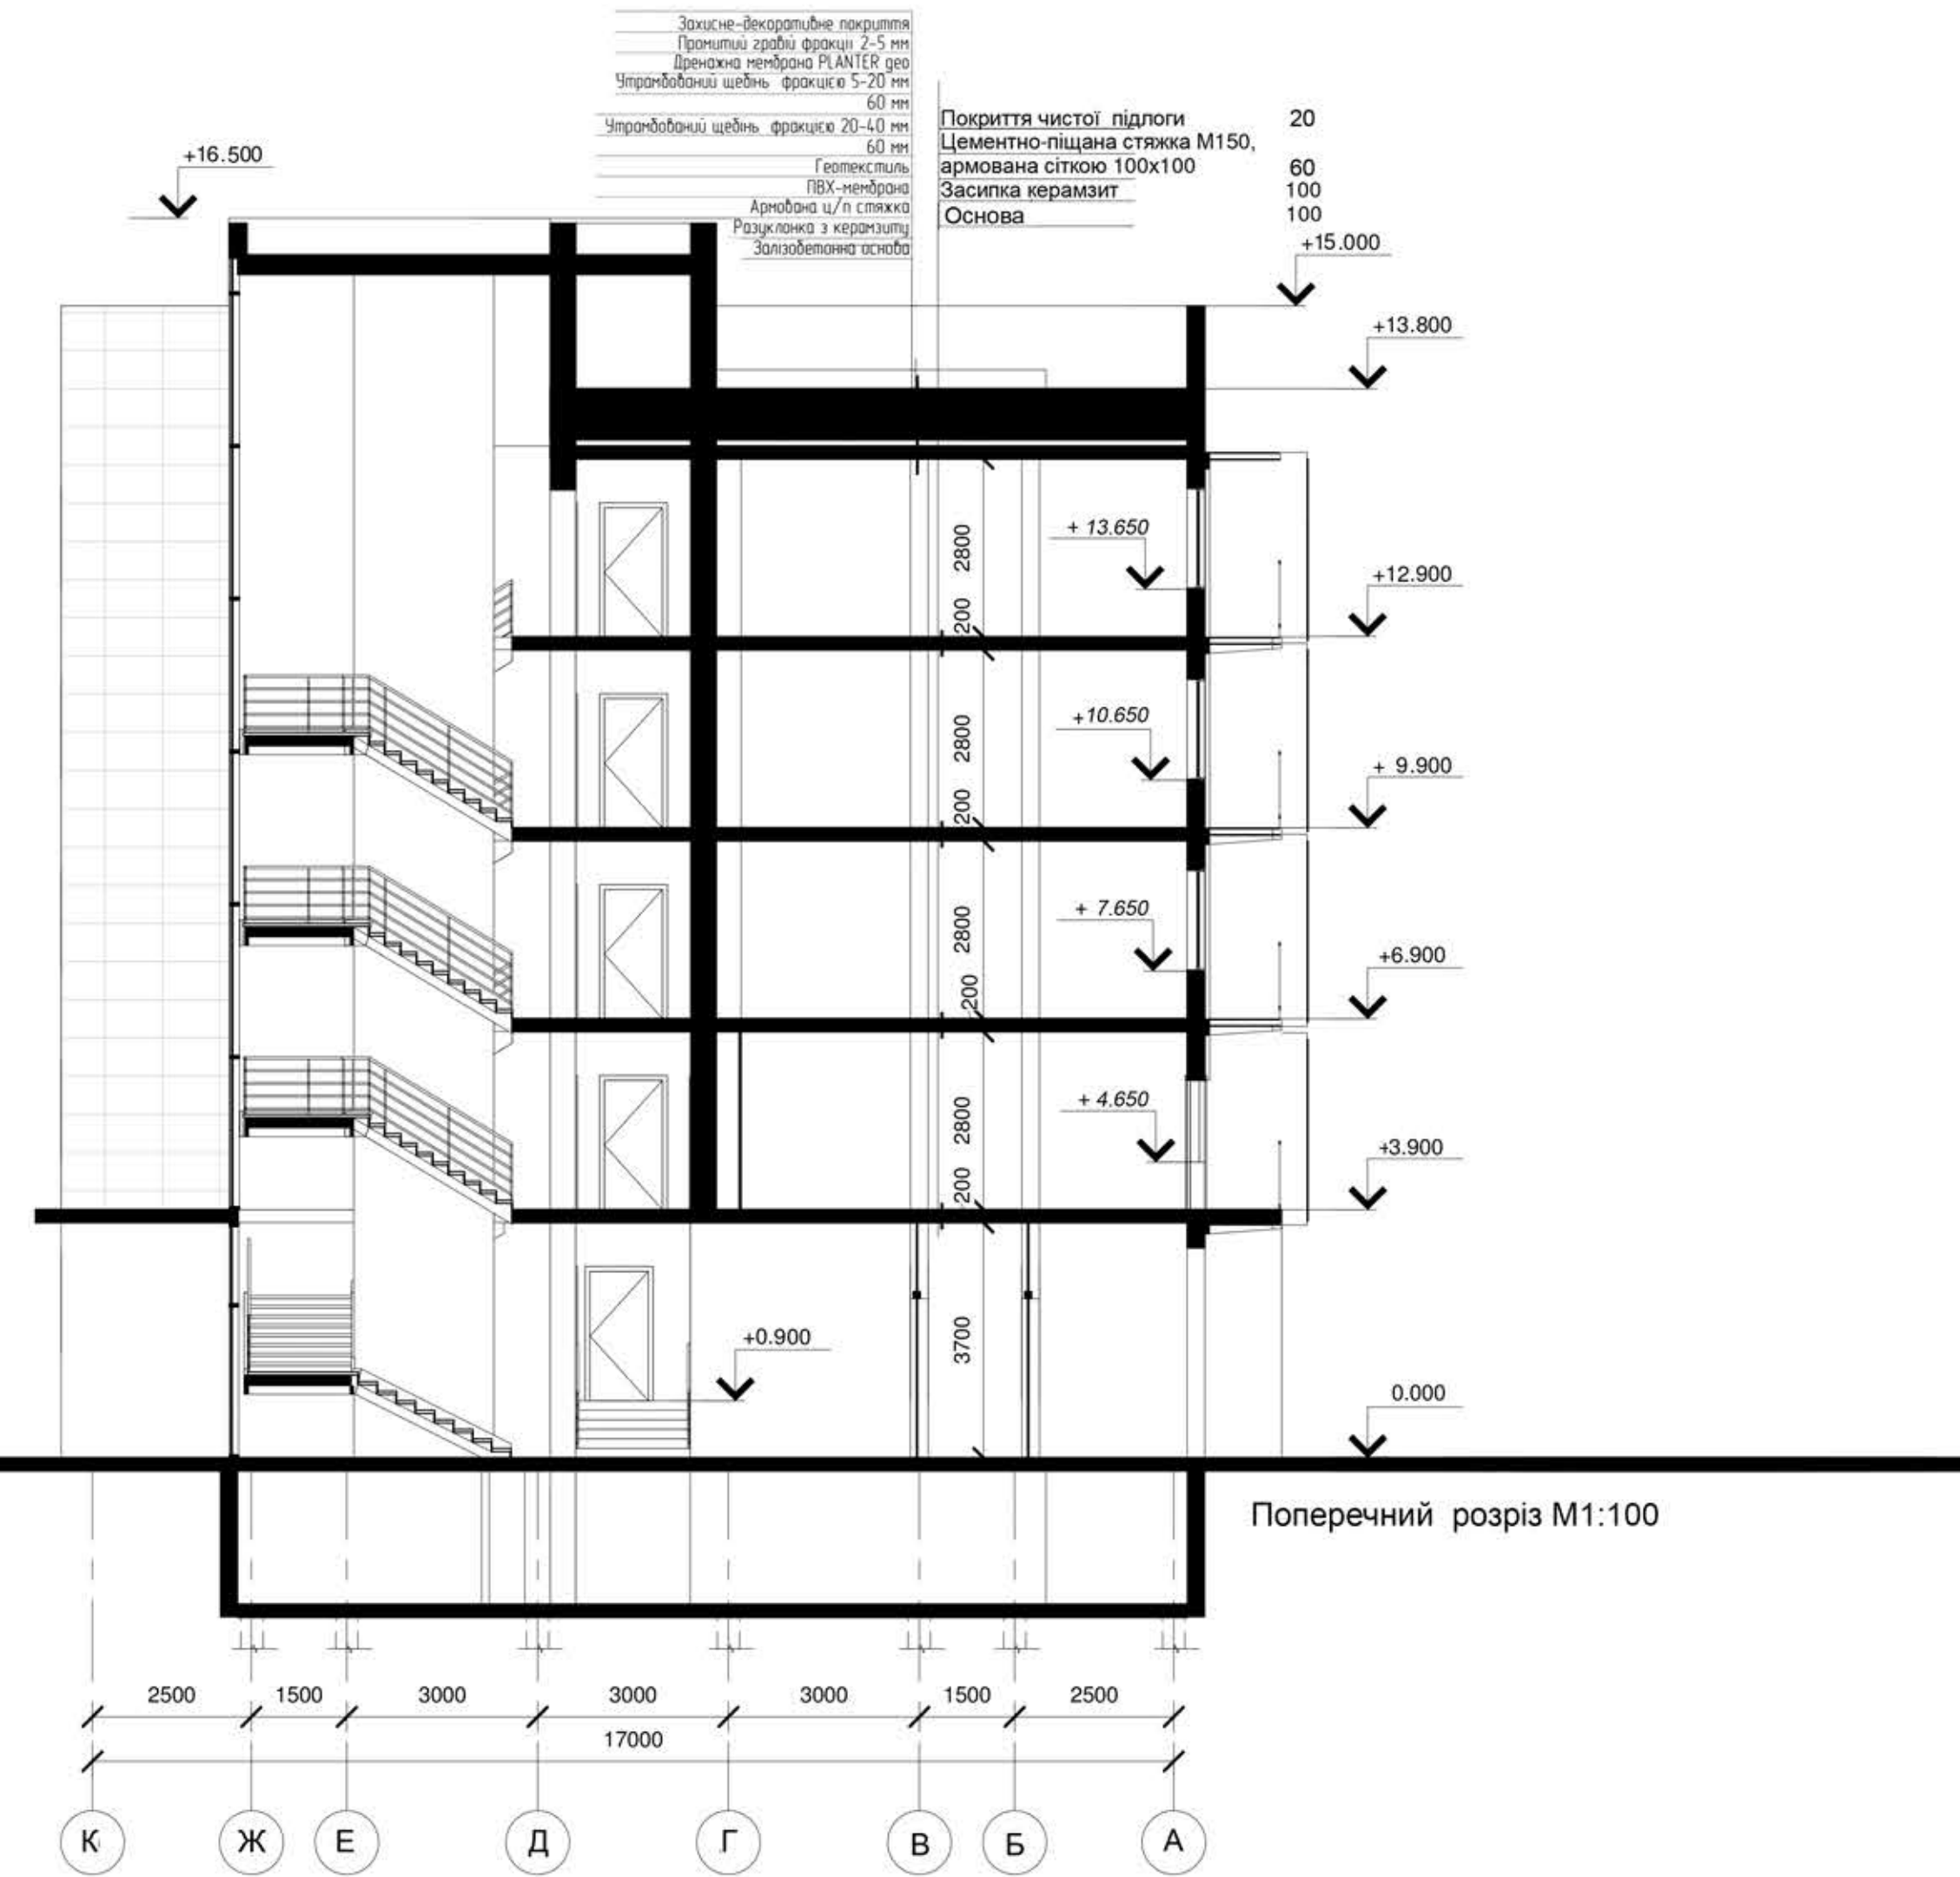 Захисне-декоративне покриття
Промитий гравій фракції 2-5 мм
Дренажна мембрана PLANTER geo
Утрамбований щебінь фракцією 5-20 мм
60 мм
Утрамбований щебінь фракцією 20-40 мм
60 мм
Геотекстиль
ПВХ-мембрана
Армована ц/п стяжка
Разуклонка з керамзиту
Залізобетонна основа
Покриття чистої підлоги 20
Цементно-піщана стяжка М150,
армована сіткою 100х100 60
Засипка керамзит 100
Основа 100
+16.500
+15.000
+13.800
2800
+ 13.650
+12.900
200
2800
+10.650
+ 9.900
200
2800
+ 7.650
+6.900
200
2800
+ 4.650
+3.900
200
3700
+0.900
0.000
Поперечний розріз М1:100
2500 1500 3000 3000 3000 1500 2500
17000
К Ж Е Д Г В Б А